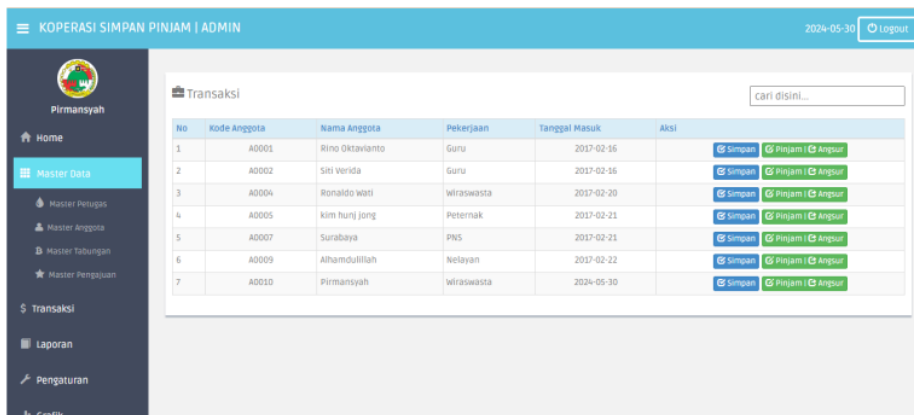 KOPERASI SIMPAN PINJAM | ADMIN
2024-05-30 Logout
Pirmansyah
Home
Master Data
Master Petugas
Master Anggota
Master Tabungan
Master Pengajuan
$ Transaksi
Laporan
Pengaturan
Grafik
Transaksi
cari disini...
No Kode Anggota Nama Anggota Pekerjaan Tanggal Masuk Aksi
1 A0001 Rino Oktavianto Guru 2017-02-16 Simpan Pinjam | Angsur
2 A0002 Siti Verida Guru 2017-02-16 Simpan Pinjam | Angsur
3 A0004 Ronaldo Wati Wiraswasta 2017-02-20 Simpan Pinjam | Angsur
4 A0005 kim hunj jong Peternak 2017-02-21 Simpan Pinjam | Angsur
5 A0007 Surabaya PNS 2017-02-21 Simpan Pinjam | Angsur
6 A0009 Alhamdulillah Nelayan 2017-02-22 Simpan Pinjam | Angsur
7 A0010 Pirmansyah Wiraswasta 2024-05-30 Simpan Pinjam | Angsur